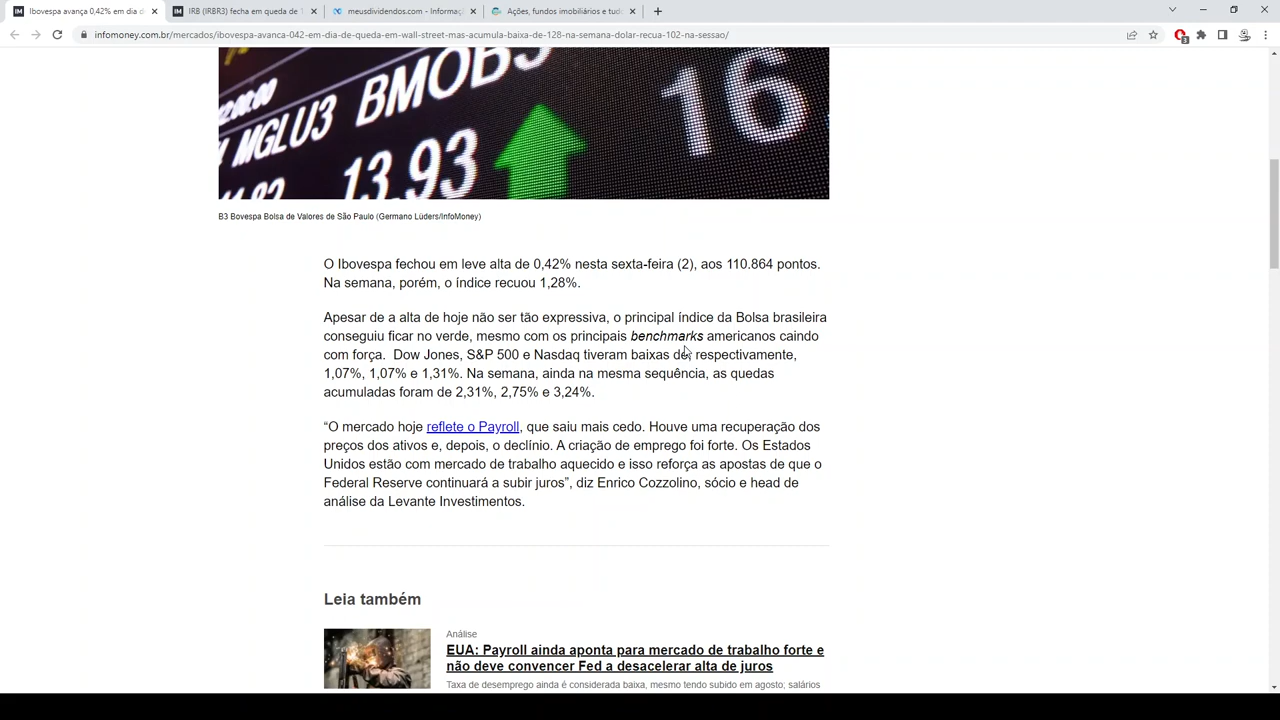 Ibovespa avança 0,42% em dia d
IRB (IRBR3) fecha em queda de 1
meusdividendos.com - Informaç
Ações, fundos imobiliários e tud
infomoney.com.br/mercados/ibovespa-avanca-042-em-dia-de-queda-em-wall-street-mas-acumula-baixa-de-128-na-semana-dolar-recua-102-na-sessao/
MGLU3 BMOB3
13.93
16
B3 Bovespa Bolsa de Valores de São Paulo (Germano Lüders/InfoMoney)
O Ibovespa fechou em leve alta de 0,42% nesta sexta-feira (2), aos 110.864 pontos.
Na semana, porém, o índice recuou 1,28%.
Apesar de a alta de hoje não ser tão expressiva, o principal índice da Bolsa brasileira
conseguiu ficar no verde, mesmo com os principais benchmarks americanos caindo
com força. Dow Jones, S&P 500 e Nasdaq tiveram baixas de, respectivamente,
1,07%, 1,07% e 1,31%. Na semana, ainda na mesma sequência, as quedas
acumuladas foram de 2,31%, 2,75% e 3,24%.
“O mercado hoje reflete o Payroll, que saiu mais cedo. Houve uma recuperação dos
preços dos ativos e, depois, o declínio. A criação de emprego foi forte. Os Estados
Unidos estão com mercado de trabalho aquecido e isso reforça as apostas de que o
Federal Reserve continuará a subir juros”, diz Enrico Cozzolino, sócio e head de
análise da Levante Investimentos.
Leia também
Análise
EUA: Payroll ainda aponta para mercado de trabalho forte e
não deve convencer Fed a desacelerar alta de juros
Taxa de desemprego ainda é considerada baixa, mesmo tendo subido em agosto; salários